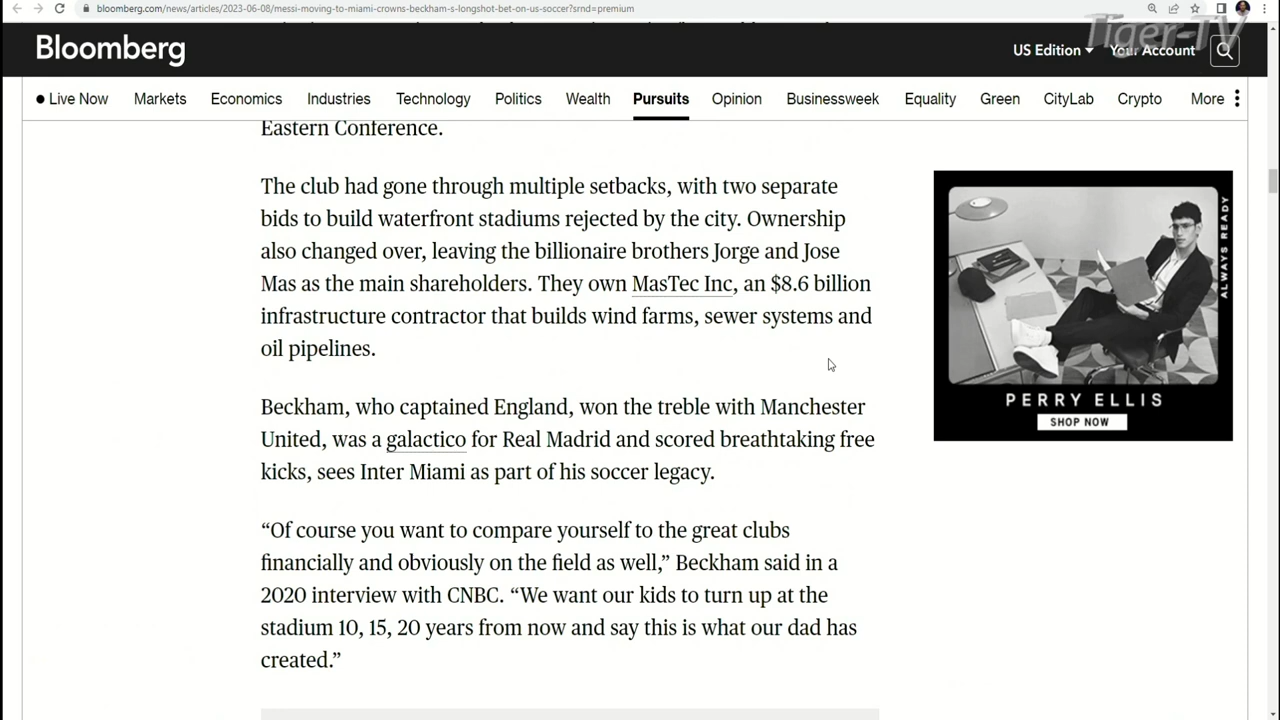 bloomberg.com/news/articles/2023-06-08/messi-moving-to-miami-crowns-beckham-s-longshot-bet-on-us-soccer?srnd=premium
Tiger-TV
Bloomberg
US Edition
Your Account
Live Now Markets Economics Industries Technology Politics Wealth Pursuits Opinion Businessweek Equality Green CityLab Crypto More
Eastern Conference.
The club had gone through multiple setbacks, with two separate
bids to build waterfront stadiums rejected by the city. Ownership
also changed over, leaving the billionaire brothers Jorge and Jose
Mas as the main shareholders. They own MasTec Inc, an $8.6 billion
infrastructure contractor that builds wind farms, sewer systems and
oil pipelines.
Beckham, who captained England, won the treble with Manchester
United, was a galactico for Real Madrid and scored breathtaking free
kicks, sees Inter Miami as part of his soccer legacy.
“Of course you want to compare yourself to the great clubs
financially and obviously on the field as well,” Beckham said in a
2020 interview with CNBC. “We want our kids to turn up at the
stadium 10, 15, 20 years from now and say this is what our dad has
created.”
ALWAYS READY
PERRY ELLIS
SHOP NOW